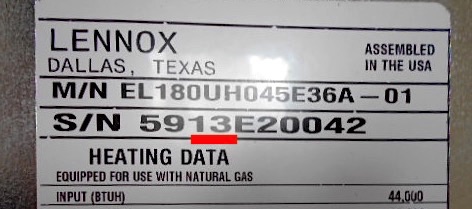 LENNOX
DALLAS, TEXAS
ASSEMBLED
IN THE USA
M/N EL180UH045E36A-01
S/N 5913E20042
HEATING DATA
EQUIPPED FOR USE WITH NATURAL GAS
INPUT (BTUH) 44,000